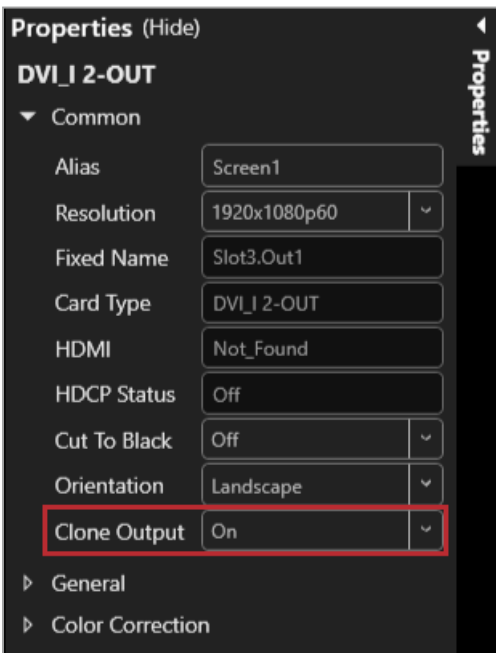 Properties (Hide)
Properties
DVI_I 2-OUT
Common
Alias Screen1
Resolution 1920x1080p60
Fixed Name Slot3.Out1
Card Type DVI_I 2-OUT
HDMI Not_Found
HDCP Status Off
Cut To Black Off
Orientation Landscape
Clone Output On
General
Color Correction